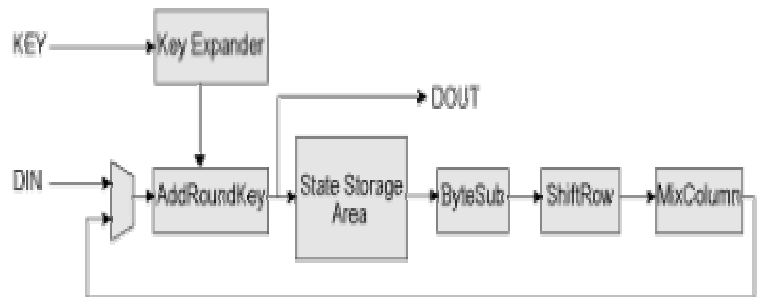 KEY
Key Expander
DOUT
DIN
AddRoundKey
State Storage
Area
ByteSub
ShiftRow
MixColumn